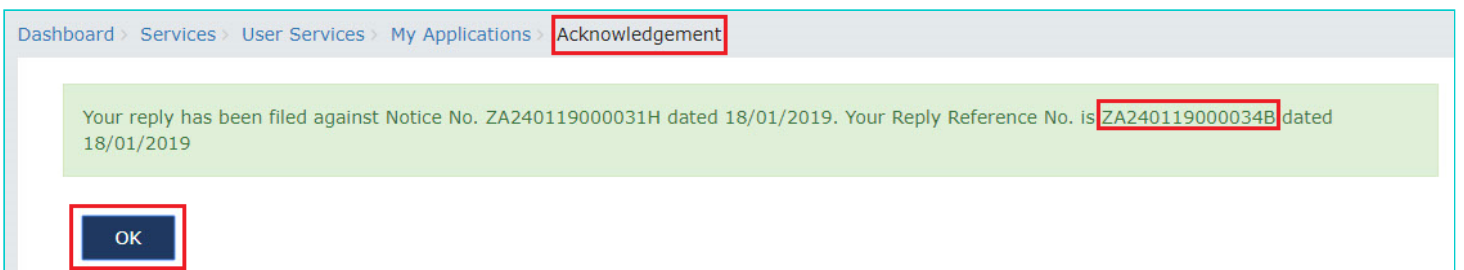 Dashboard > Services > User Services > My Applications > Acknowledgement
Your reply has been filed against Notice No. ZA240119000031H dated 18/01/2019. Your Reply Reference No. is ZA240119000034B dated
18/01/2019
OK